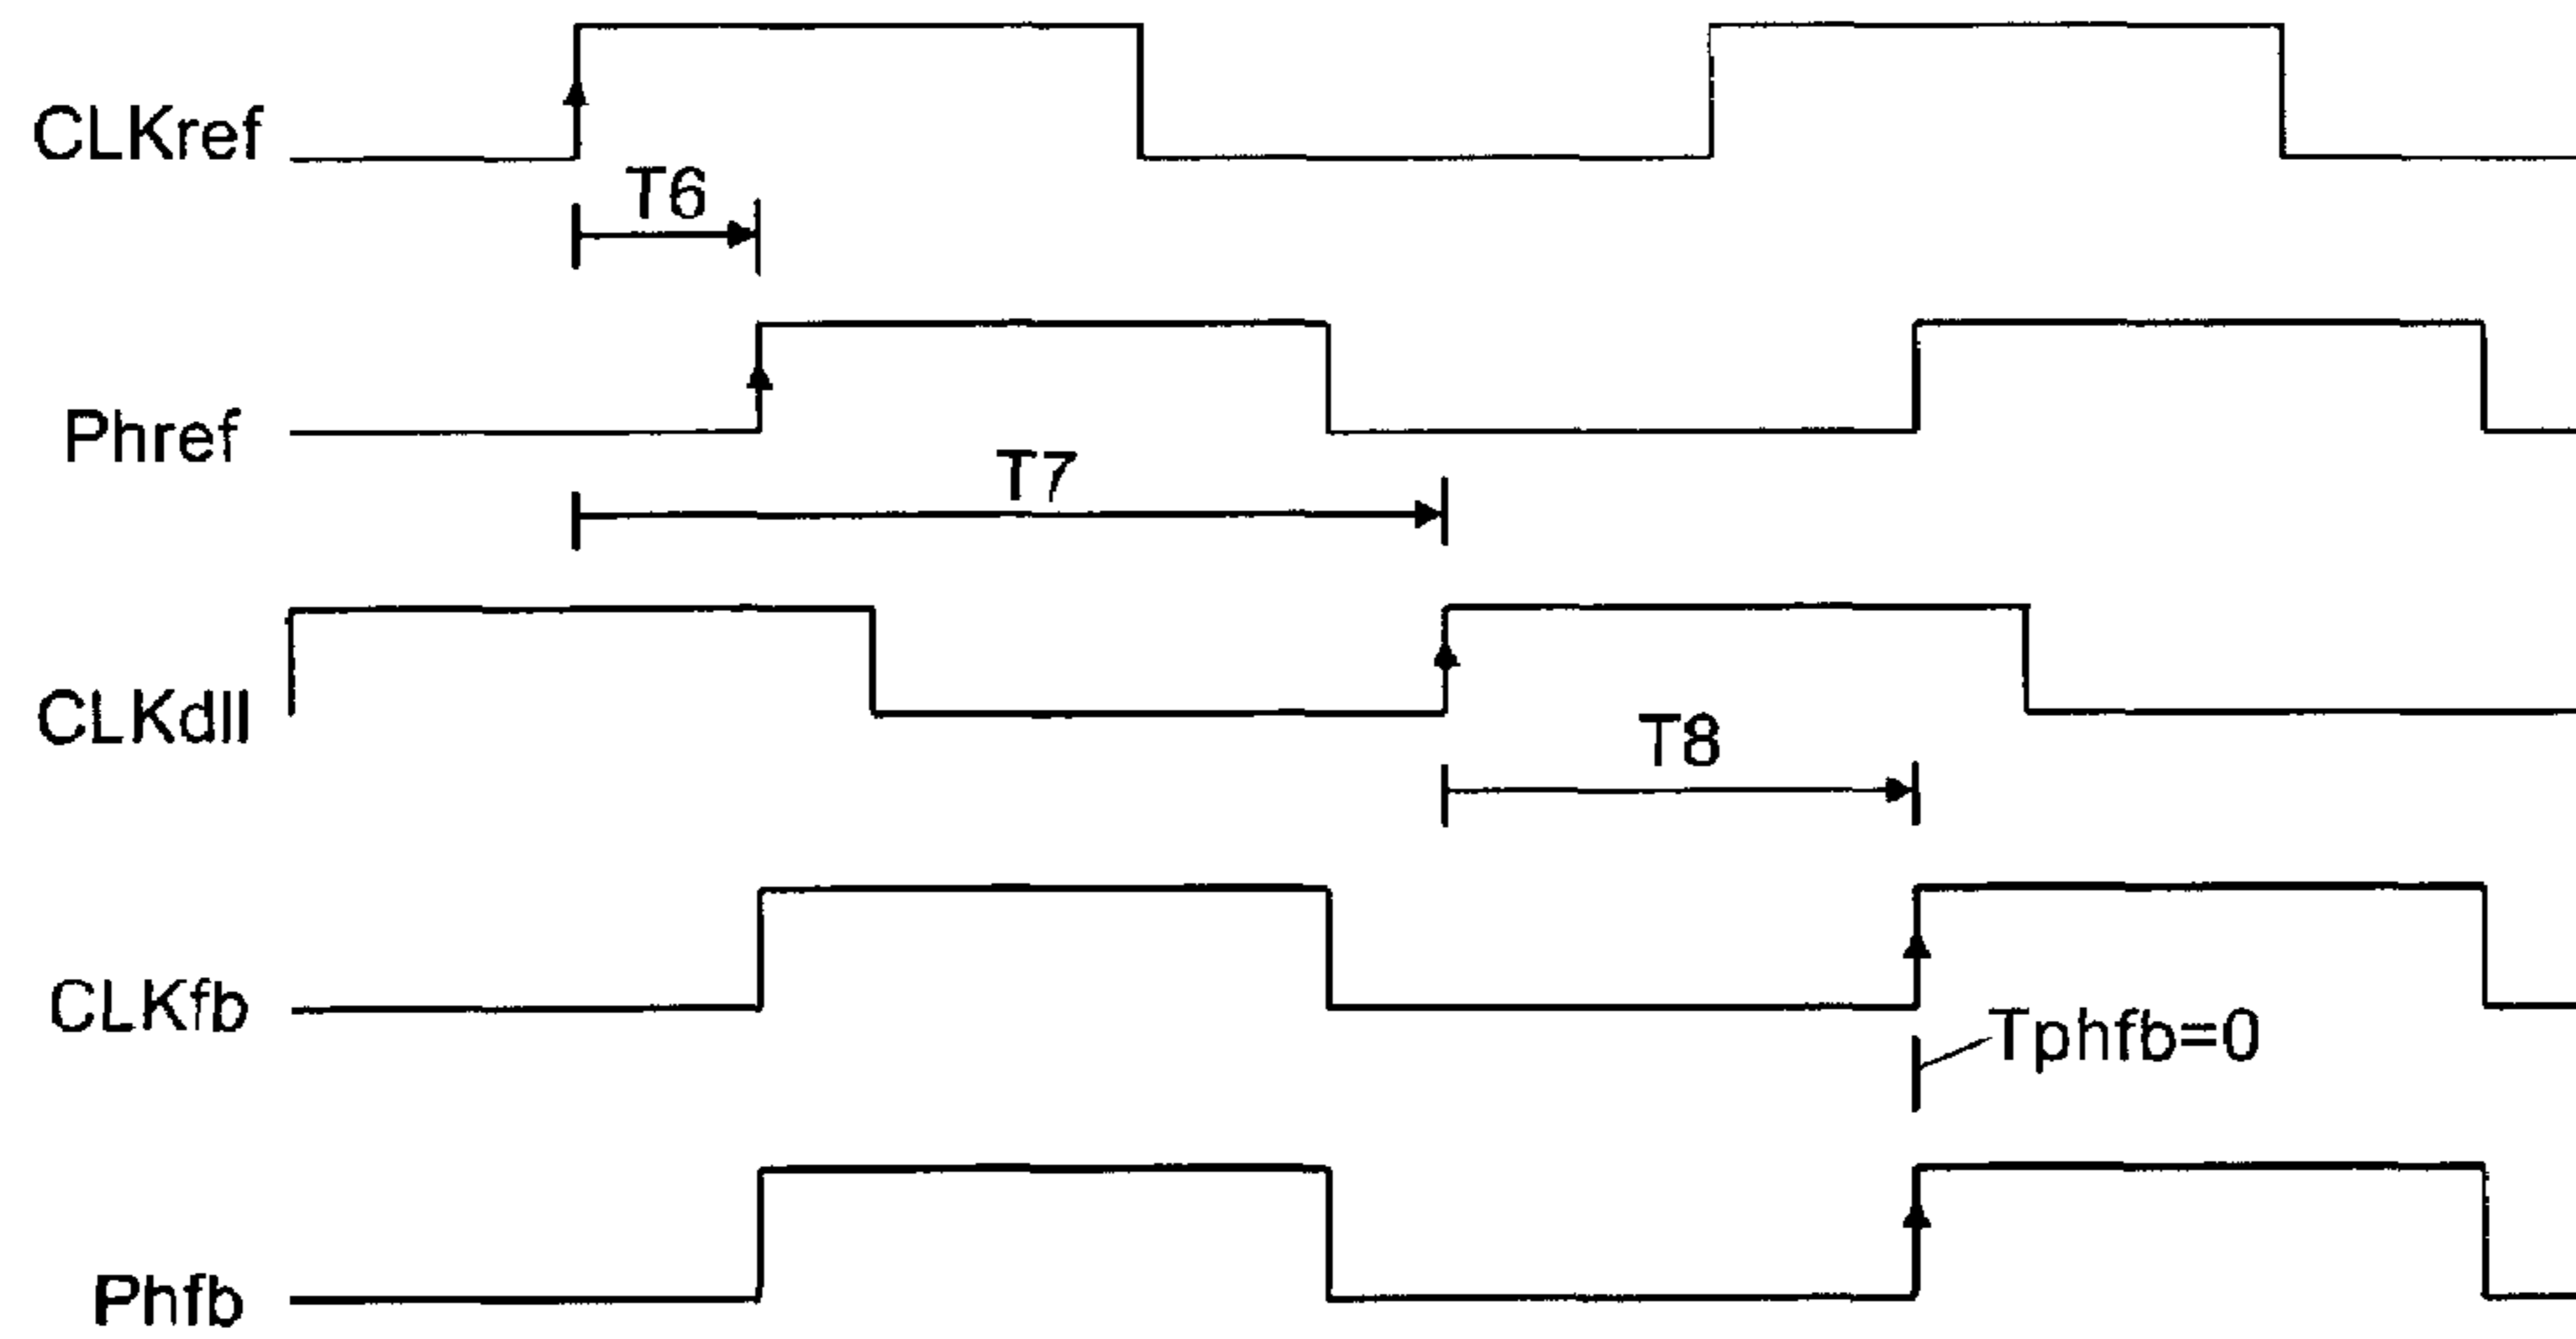 CLKref
T6
Phref
T7
CLKdll
T8
CLKfb
Tphfb=0
Phfb